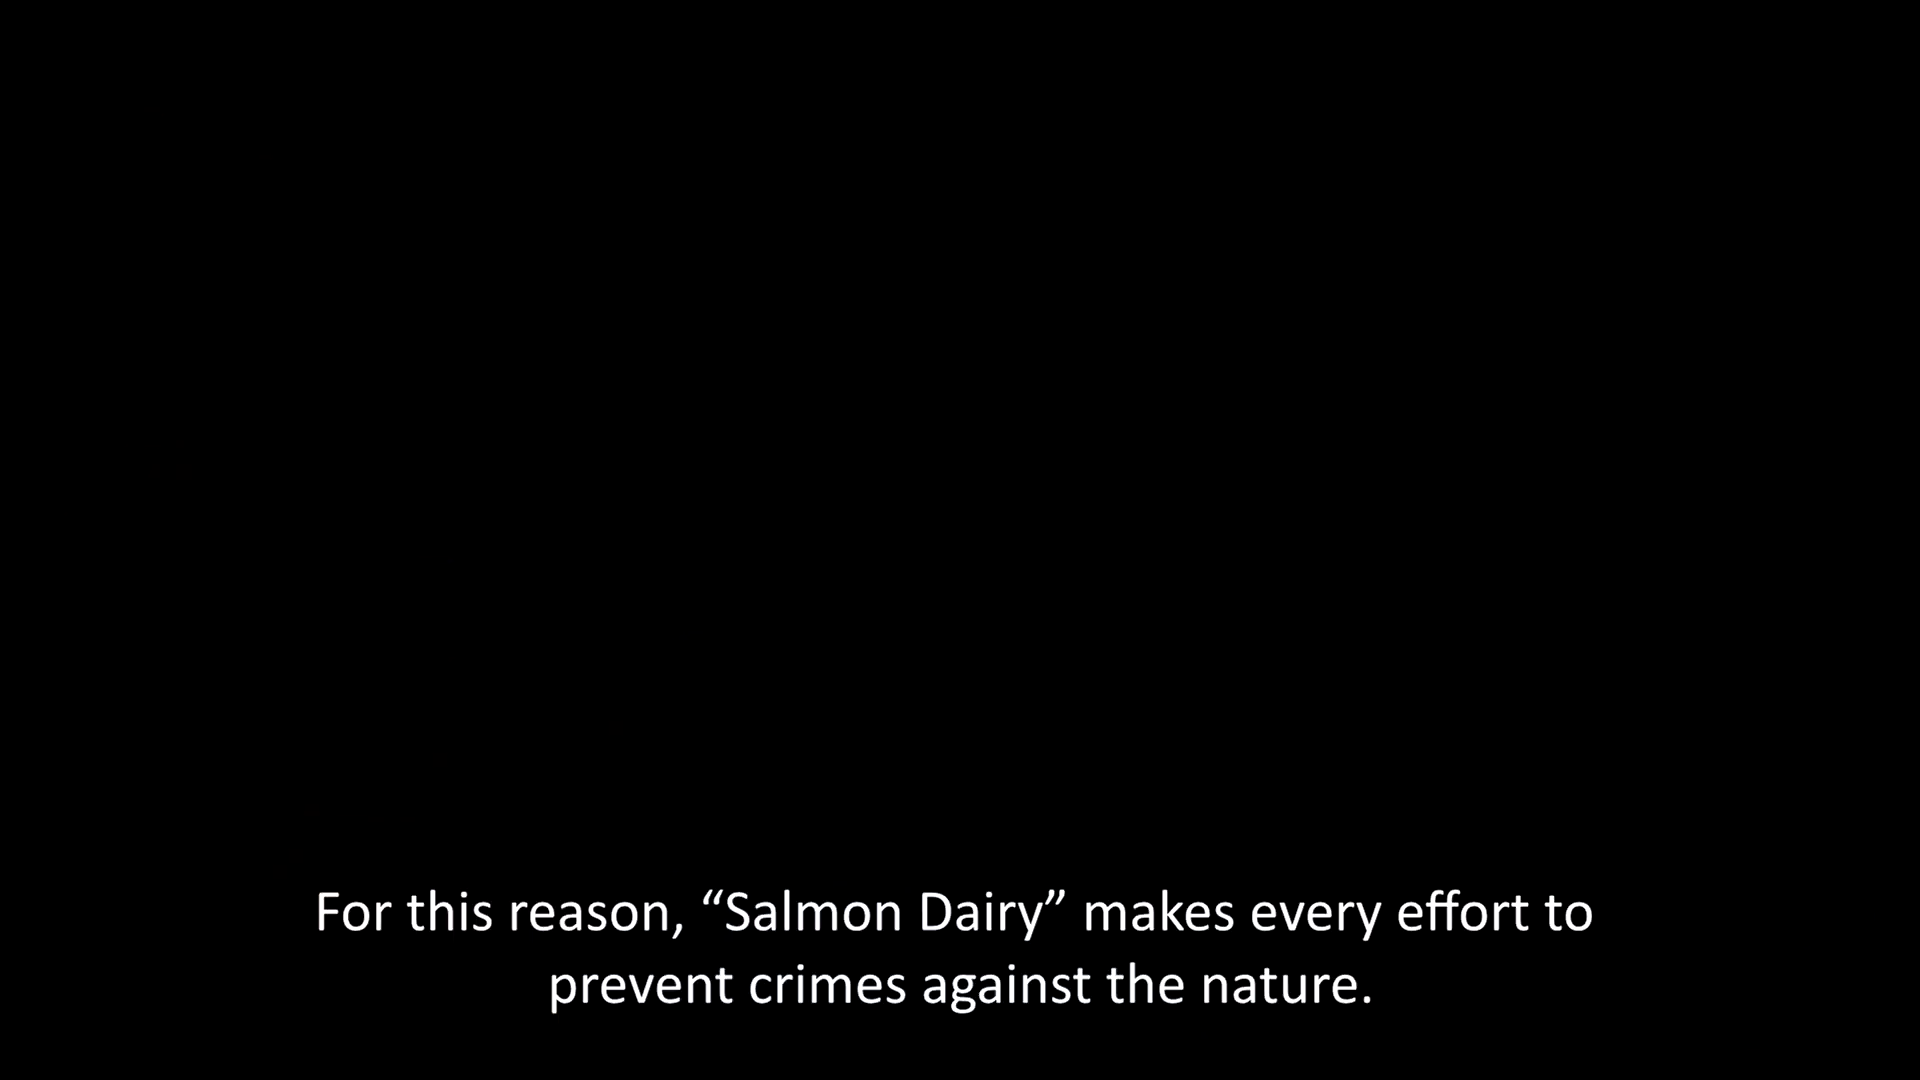 For this reason, “Salmon Dairy” makes every effort to
prevent crimes against the nature.